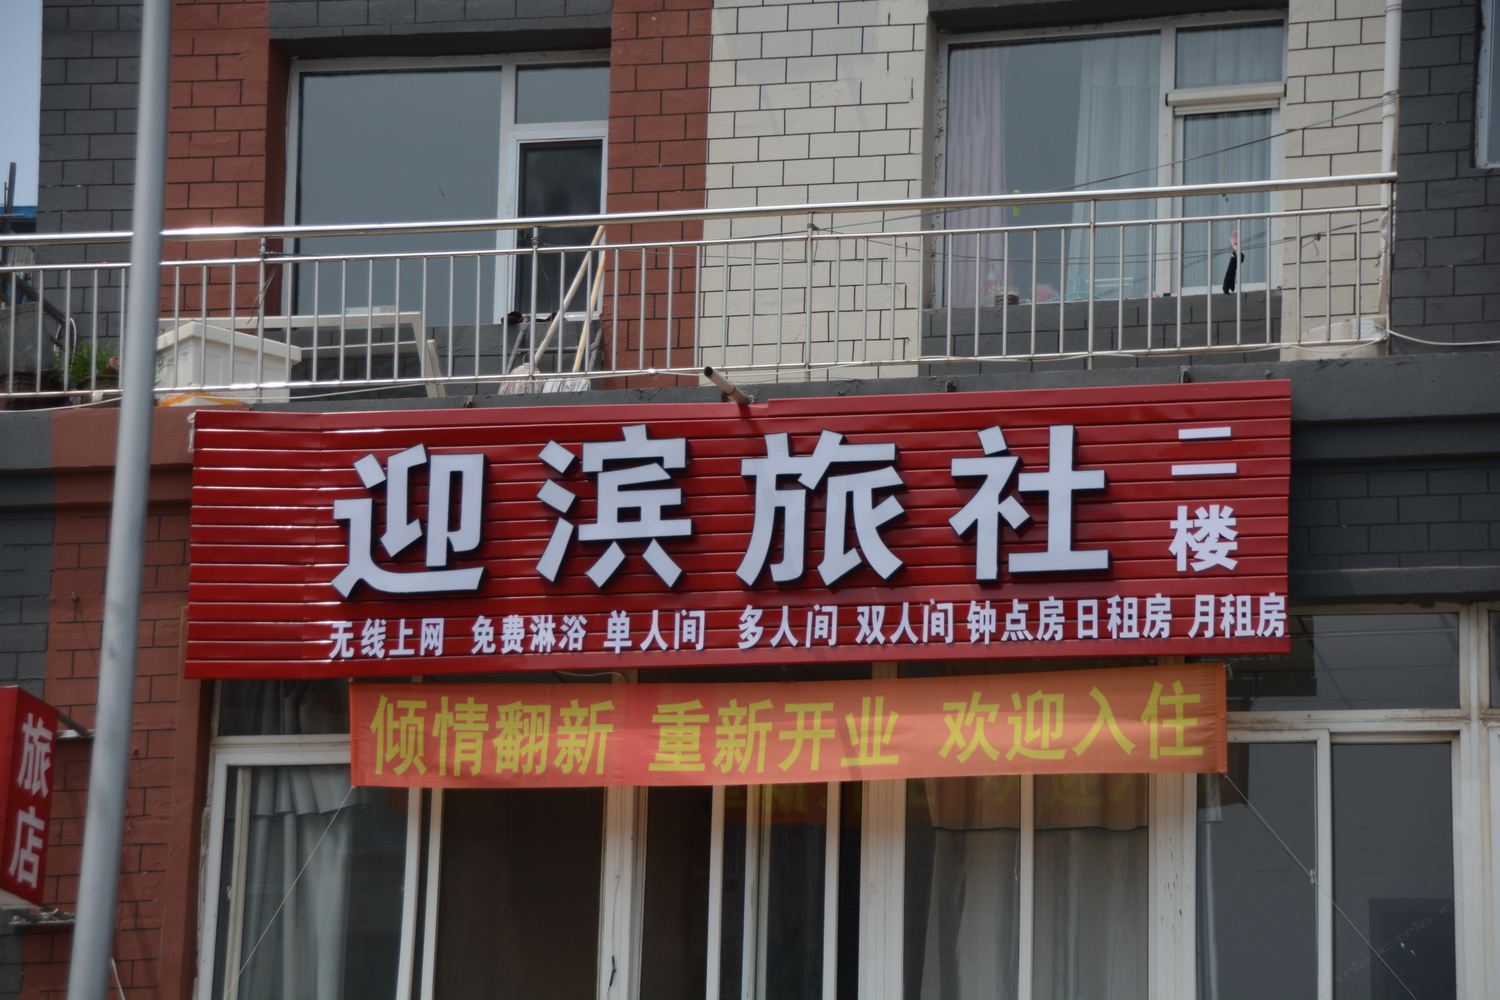 迎滨旅社
二楼
无线上网 免费淋浴 单人间 多人间 双人间 钟点房 日租房 月租房
倾情翻新 重新开业 欢迎入住
旅店